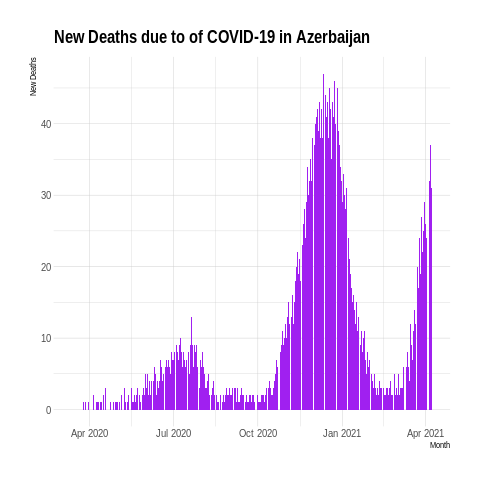 New Deaths due to of COVID-19 in Azerbaijan
New Deaths
40
30
20
10
0
Apr 2020 Jul 2020 Oct 2020 Jan 2021 Apr 2021
Month